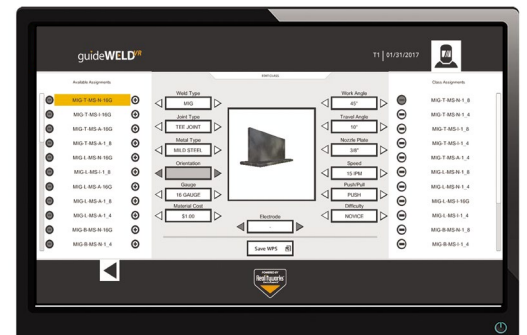 guideWELD VR
T1 | 01/31/2017
Available Assignments
Class Assignments
MIG-T-MS-N-16G
MIG-T-MS-I-16G
MIG-T-MS-A-16G
MIG-T-MS-A-1_8
MIG-L-MS-N-16G
MIG-L-MS-I-1_8
MIG-L-MS-A-16G
MIG-L-MS-A-1_8
MIG-L-MS-A-1_4
MIG-B-MS-N-16G
MIG-B-MS-N-1_4
Weld Type
MIG
Joint Type
TEE JOINT
Metal Type
MILD STEEL
Orientation
Gauge
16 GAUGE
Material Cost
$1.00
Electrode
-
Save WPS
Work Angle
45°
Travel Angle
10°
Nozzle Plate
3/8"
Speed
15 IPM
Push/Pull
PUSH
Difficulty
NOVICE
MIG-T-MS-N-1_8
MIG-T-MS-N-1_4
MIG-T-MS-I-1_8
MIG-T-MS-I-1_4
MIG-T-MS-A-1_4
MIG-L-MS-N-1_8
MIG-L-MS-N-1_4
MIG-L-MS-I-16G
MIG-L-MS-I-1_4
MIG-B-MS-N-1_8
MIG-B-MS-I-1_4
POWERED BY
Realityworks